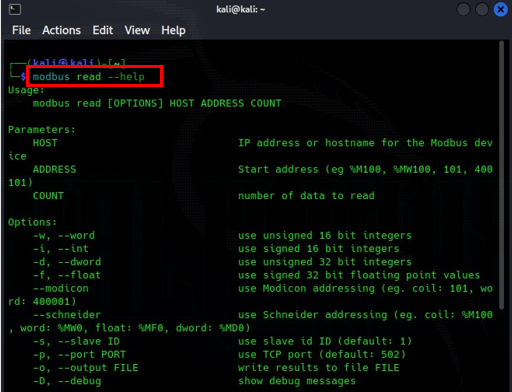 kali@kali: ~
File Actions Edit View Help
┌──(kali㉿kali)-[~]
└─$ modbus read --help
Usage:
modbus read [OPTIONS] HOST ADDRESS COUNT
Parameters:
HOST IP address or hostname for the Modbus dev
ice
ADDRESS Start address (eg %M100, %MW100, 101, 400
101)
COUNT number of data to read
Options:
-w, --word use unsigned 16 bit integers
-i, --int use signed 16 bit integers
-d, --dword use unsigned 32 bit integers
-f, --float use signed 32 bit floating point values
--modicon use Modicon addressing (eg. coil: 101, wo
rd: 400001)
--schneider use Schneider addressing (eg. coil: %M100
, word: %MW0, float: %MF0, dword: %MD0)
-s, --slave ID use slave id ID (default: 1)
-p, --port PORT use TCP port (default: 502)
-o, --output FILE write results to file FILE
-D, --debug show debug messages